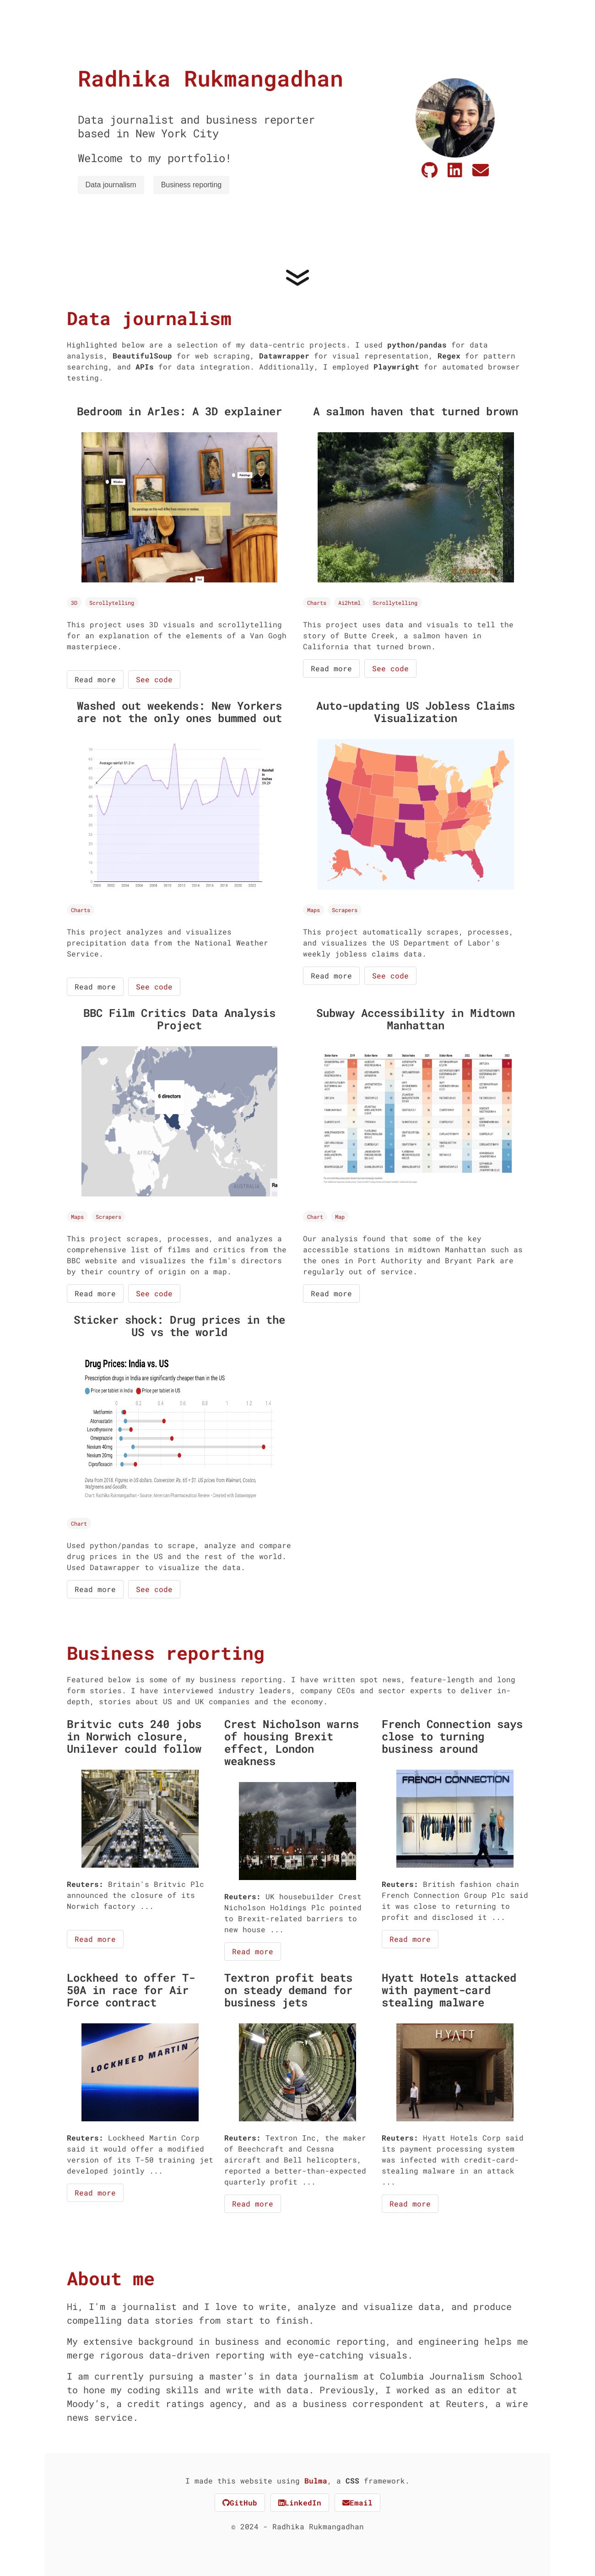 Radhika Rukmangadhan
Data journalist and business reporter
based in New York City
Welcome to my portfolio!
Data journalism
Business reporting
Data journalism
Highlighted below are a selection of my data-centric projects. I used python/pandas for data
analysis, BeautifulSoup for web scraping, Datawrapper for visual representation, Regex for pattern
searching, and APIs for data integration. Additionally, I employed Playwright for automated browser
testing.
Bedroom in Arles: A 3D explainer
3D Scrollytelling
This project uses 3D visuals and scrollytelling
for an explanation of the elements of a Van Gogh
masterpiece.
Read more See code
A salmon haven that turned brown
Charts Ai2html Scrollytelling
This project uses data and visuals to tell the
story of Butte Creek, a salmon haven in
California that turned brown.
Read more See code
Washed out weekends: New Yorkers
are not the only ones bummed out
Charts
This project analyzes and visualizes
precipitation data from the National Weather
Service.
Read more See code
Auto-updating US Jobless Claims
Visualization
Maps Scrapers
This project automatically scrapes, processes,
and visualizes the US Department of Labor's
weekly jobless claims data.
Read more See code
BBC Film Critics Data Analysis
Project
6 directors
AFRICA
AUSTRALIA
Maps Scrapers
This project scrapes, processes, and analyzes a
comprehensive list of films and critics from the
BBC website and visualizes the film's directors
by their country of origin on a map.
Read more See code
Subway Accessibility in Midtown
Manhattan
Chart Map
Our analysis found that some of the key
accessible stations in midtown Manhattan such as
the ones in Port Authority and Bryant Park are
regularly out of service.
Read more
Sticker shock: Drug prices in the
US vs the world
Drug Prices: India vs. US
Prescription drugs in India are significantly cheaper than in the US
Price per tablet in India Price per tablet in US
0 0.2 0.4 0.6 0.8 1 1.2 1.4
Metformin
Atorvastatin
Levothyroxine
Omeprazole
Nexium 40mg
Nexium 20mg
Ciprofloxacin
Chart
Used python/pandas to scrape, analyze and compare
drug prices in the US and the rest of the world.
Used Datawrapper to visualize the data.
Read more See code
Business reporting
Featured below is some of my business reporting. I have written spot news, feature-length and long
form stories. I have interviewed industry leaders, company CEOs and sector experts to deliver in-
depth, stories about US and UK companies and the economy.
Britvic cuts 240 jobs
in Norwich closure,
Unilever could follow
Reuters: Britain's Britvic Plc
announced the closure of its
Norwich factory ...
Read more
Crest Nicholson warns
of housing Brexit
effect, London
weakness
Reuters: UK housebuilder Crest
Nicholson Holdings Plc pointed
to Brexit-related barriers to
new house ...
Read more
French Connection says
close to turning
business around
FRENCH CONNECTION
Reuters: British fashion chain
French Connection Group Plc said
it was close to returning to
profit and disclosed it ...
Read more
Lockheed to offer T-
50A in race for Air
Force contract
LOCKHEED MARTIN
Reuters: Lockheed Martin Corp
said it would offer a modified
version of its T-50 training jet
developed jointly ...
Read more
Textron profit beats
on steady demand for
business jets
Reuters: Textron Inc, the maker
of Beechcraft and Cessna
aircraft and Bell helicopters,
reported a better-than-expected
quarterly profit ...
Read more
Hyatt Hotels attacked
with payment-card
stealing malware
HYATT
Reuters: Hyatt Hotels Corp said
its payment processing system
was infected with credit-card-
stealing malware in an attack
...
Read more
About me
Hi, I'm a journalist and I love to write, analyze and visualize data, and produce
compelling data stories from start to finish.
My extensive background in business and economic reporting, and engineering helps me
merge rigorous data-driven reporting with eye-catching visuals.
I am currently pursuing a master’s in data journalism at Columbia Journalism School
to hone my coding skills and write with data. Previously, I worked as an editor at
Moody’s, a credit ratings agency, and as a business correspondent at Reuters, a wire
news service.
I made this website using Bulma, a CSS framework.
GitHub LinkedIn Email
© 2024 - Radhika Rukmangadhan